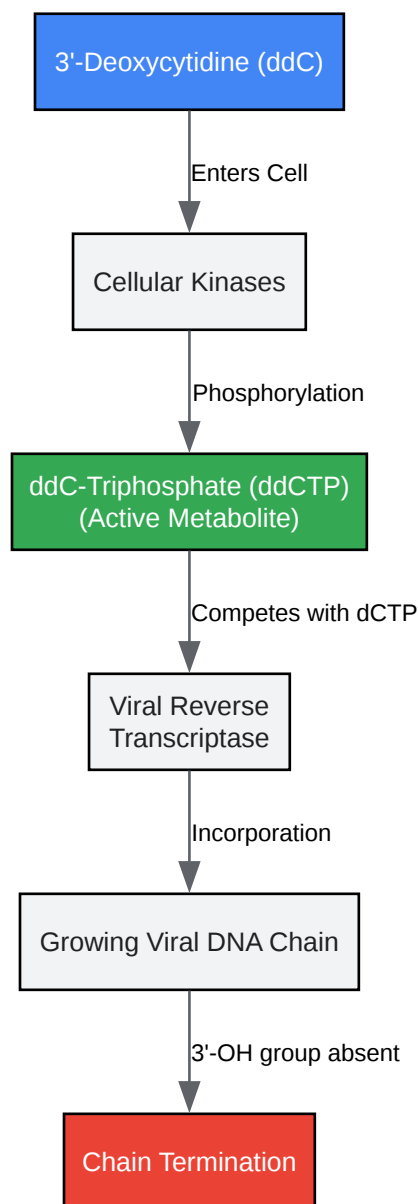 3'-Deoxycytidine (ddC)
Enters Cell
Cellular Kinases
Phosphorylation
ddC-Triphosphate (ddCTP)
(Active Metabolite)
Competes with dCTP
Viral Reverse
Transcriptase
Incorporation
Growing Viral DNA Chain
3'-OH group absent
Chain Termination